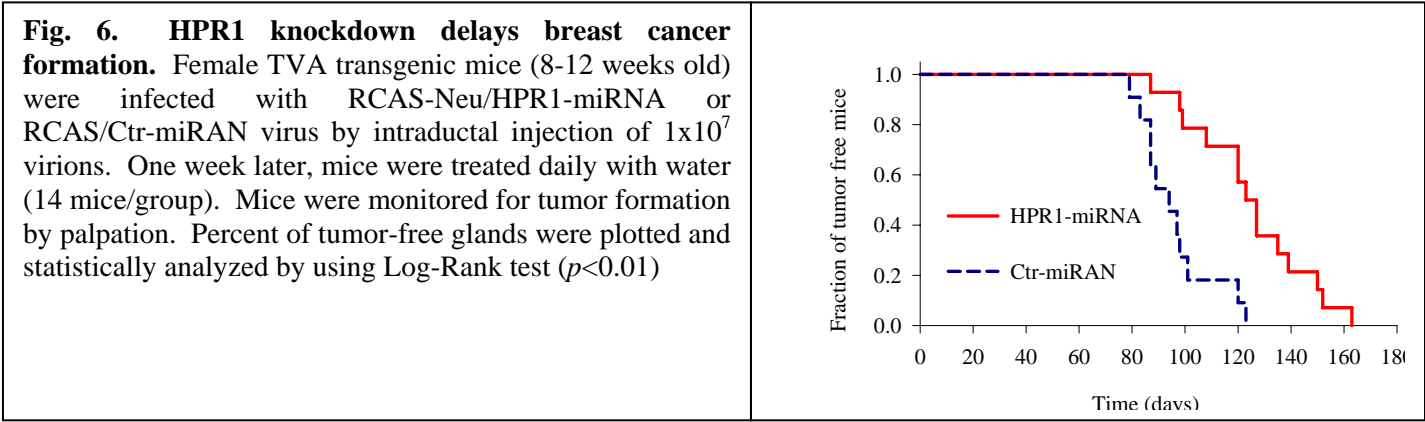 Fig. 6. HPR1 knockdown delays breast cancer
formation. Female TVA transgenic mice (8-12 weeks old)
were infected with RCAS-Neu/HPR1-miRNA or
RCAS/Ctr-miRAN virus by intraductal injection of 1x10⁷
virions. One week later, mice were treated daily with water
(14 mice/group). Mice were monitored for tumor formation
by palpation. Percent of tumor-free glands were plotted and
statistically analyzed by using Log-Rank test (p<0.01)
Fraction of tumor free mice
1.0
0.8
0.6
0.4
0.2
0.0
HPR1-miRNA
Ctr-miRAN
0 20 40 60 80 100 120 140 160 180
Time (days)